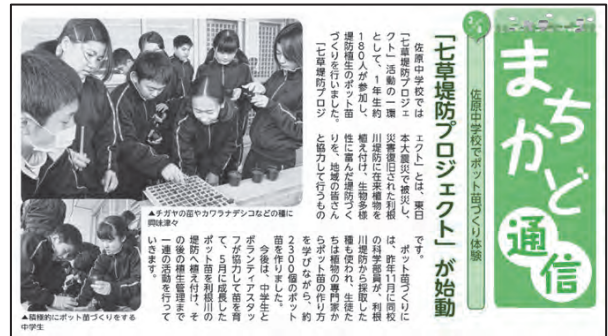 まちかど
通信
2/4
佐原中学校でポット苗づくり体験
「七草堤防プロジェクト」が始動
佐原中学校では
「七草堤防プロジェ
クト」活動の一環
として、1年生約
180人が参加し、
堤防植生のポット苗
づくりを行いました。
「七草堤防プロジ
ェクト」とは、東日
本大震災で被災し、
災害復旧された利根
川堤防に在来植物を
植え付け、生物多様
性に富んだ堤防づく
りを、地域の皆さん
と協力して行うもの
です。
ポット苗づくりに
は、昨年11月に同校
の科学部員が、利根
川堤防から採取した
種も使われ、生徒た
ちは植物の専門家か
らポット苗の作り方
を学びながら、約
2300個のポット
苗を作りました。
今後は、中学生と
ボランティアスタッ
フが協力して苗を育
て、5月に成長した
ポット苗を利根川の
堤防へ植え付け、そ
の後の植生管理まで
一連の活動を行って
いきます。
▲チガヤの苗やカワラナデシコなどの種に
興味津々
▲積極的にポット苗づくりをする
中学生